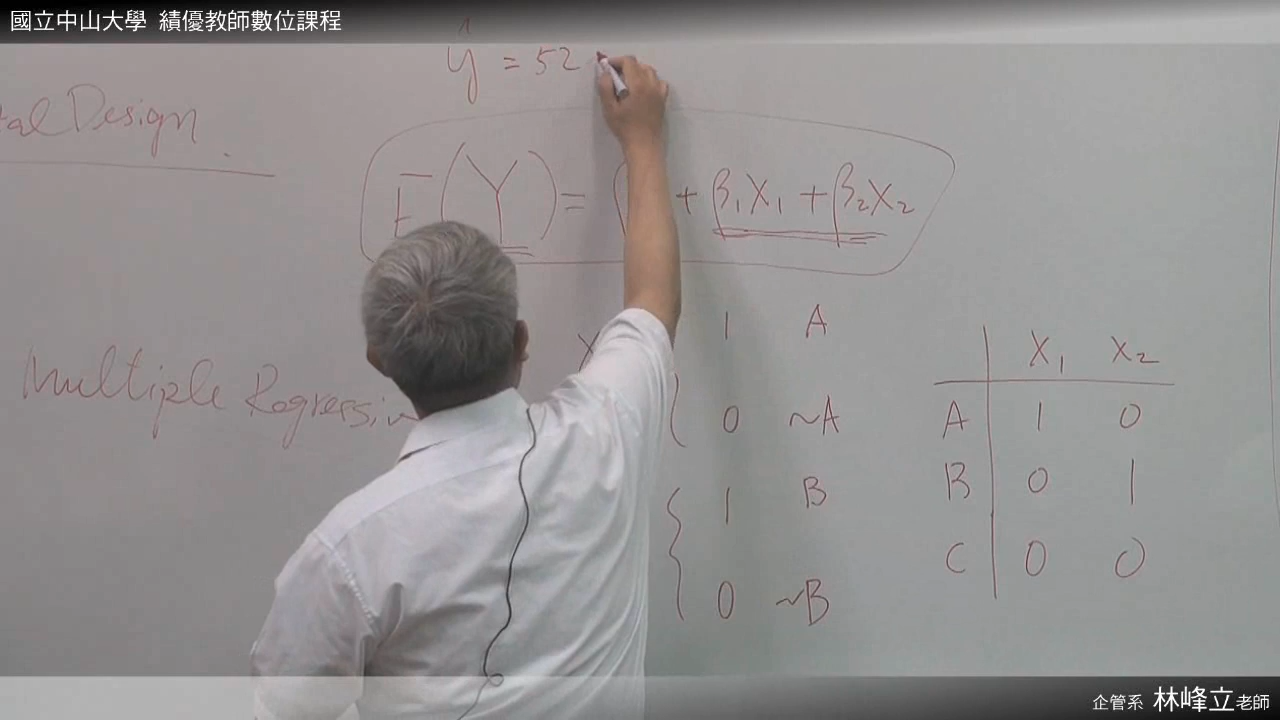 國立中山大學 績優教師數位課程
ŷ = 52
tal Design
E(Y) = + β₁X₁ + β₂X₂
1 A
X₁ X₂
Multiple Regressi
0 ~A
A 1 0
1 B
B 0 1
C 0 0
0 ~B
企管系 林峰立老師